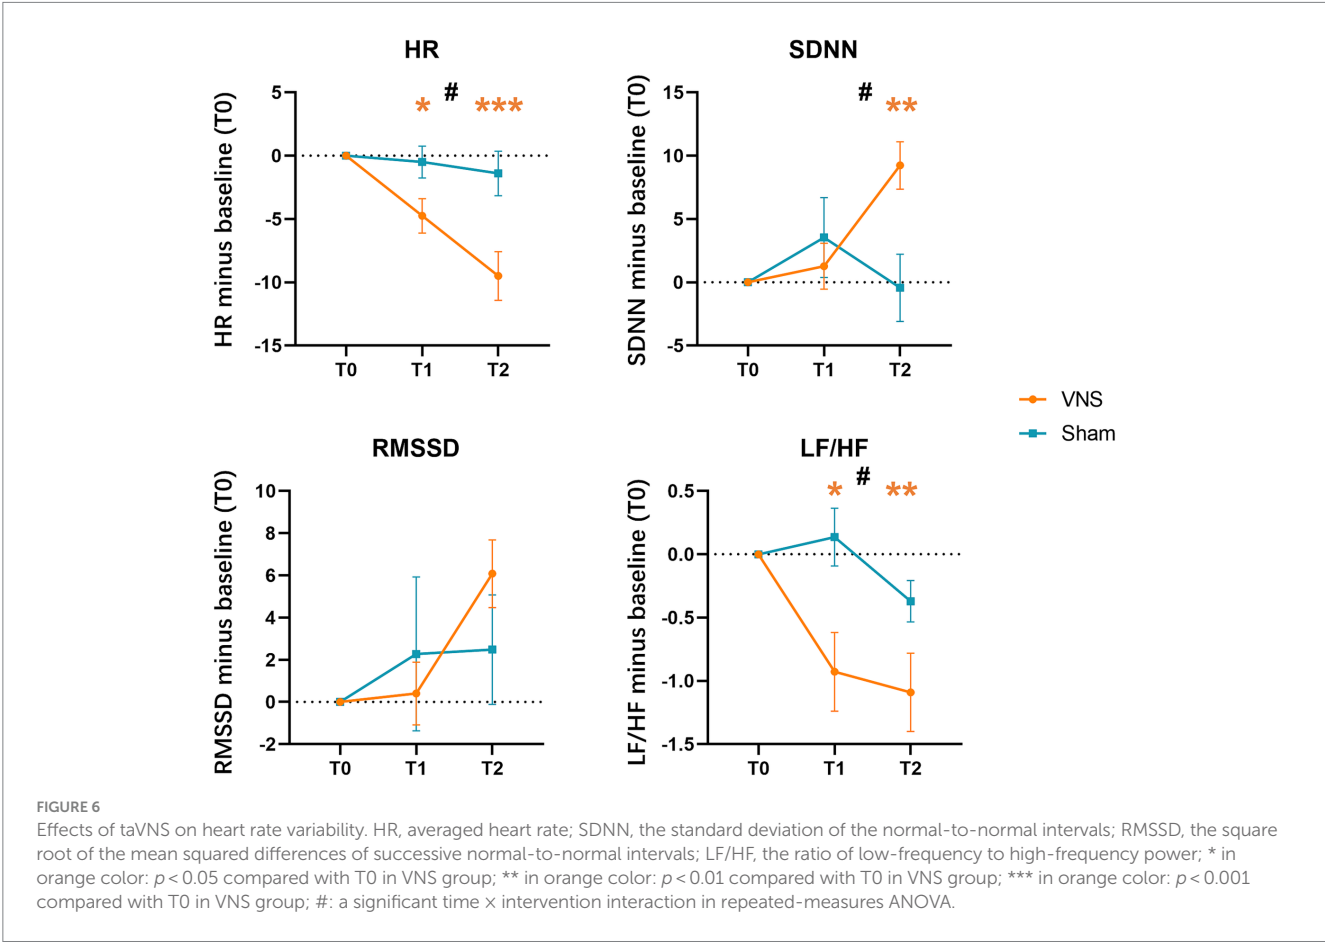 HR
HR minus baseline (T0)
5
0
-5
-10
-15
* # ***
T0 T1 T2
SDNN
SDNN minus baseline (T0)
15
10
5
0
-5
# **
T0 T1 T2
VNS
Sham
RMSSD
RMSSD minus baseline (T0)
10
8
6
4
2
0
-2
T0 T1 T2
LF/HF
LF/HF minus baseline (T0)
0.5
0.0
-0.5
-1.0
-1.5
* # **
T0 T1 T2
FIGURE 6
Effects of taVNS on heart rate variability. HR, averaged heart rate; SDNN, the standard deviation of the normal-to-normal intervals; RMSSD, the square
root of the mean squared differences of successive normal-to-normal intervals; LF/HF, the ratio of low-frequency to high-frequency power; * in
orange color: p < 0.05 compared with T0 in VNS group; ** in orange color: p < 0.01 compared with T0 in VNS group; *** in orange color: p < 0.001
compared with T0 in VNS group; #: a significant time × intervention interaction in repeated-measures ANOVA.